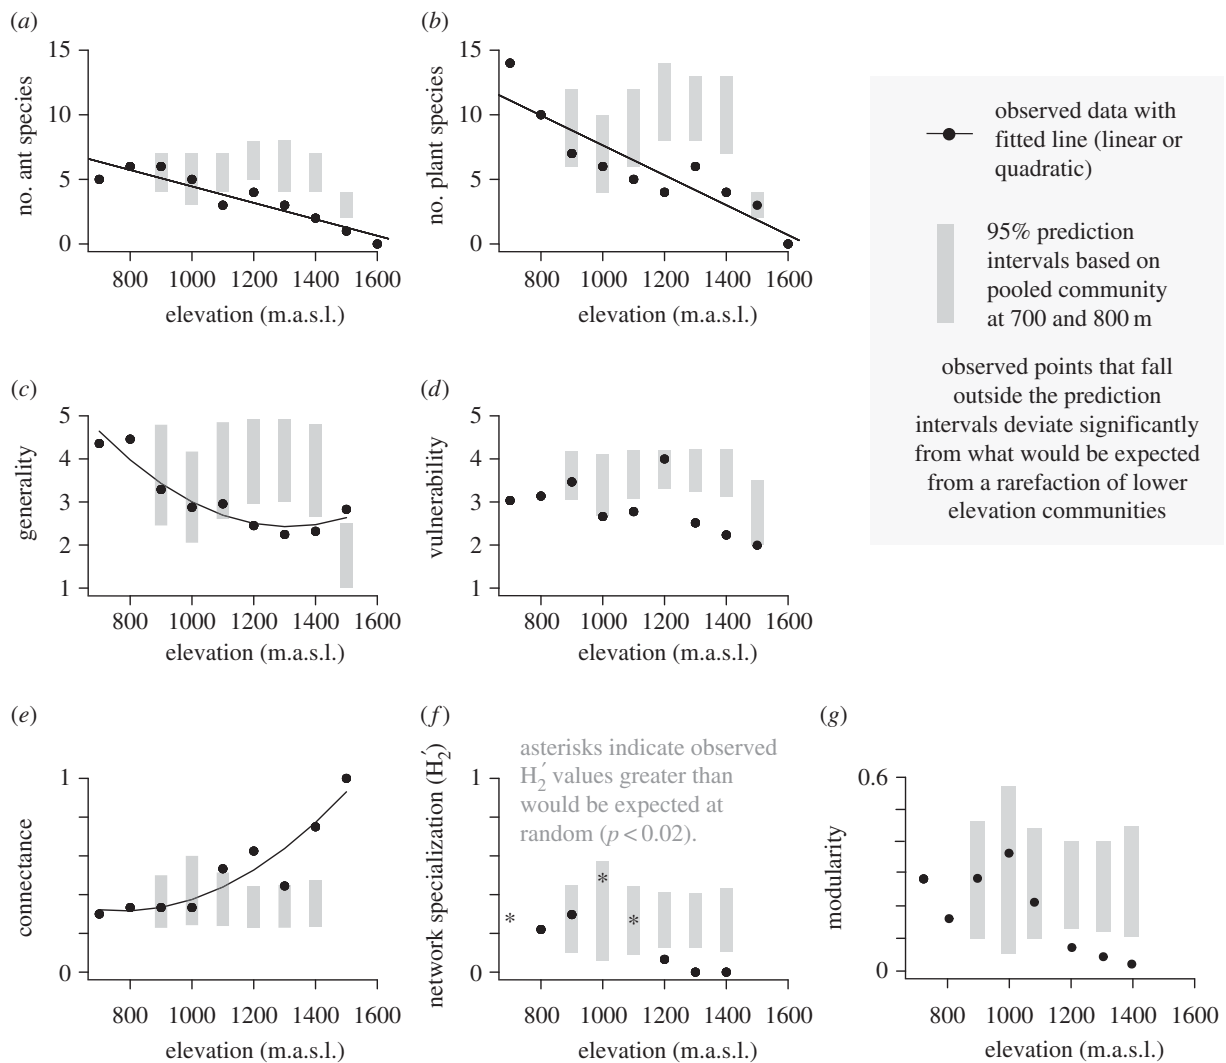 (a)
15
10
5
0
no. ant species
800 1000 1200 1400 1600
elevation (m.a.s.l.)
(b)
15
10
5
0
no. plant species
800 1000 1200 1400 1600
elevation (m.a.s.l.)
observed data with
fitted line (linear or
quadratic)
95% prediction
intervals based on
pooled community
at 700 and 800 m
observed points that fall
outside the prediction
intervals deviate significantly
from what would be expected
from a rarefaction of lower
elevation communities
(c)
5
4
3
2
1
generality
800 1000 1200 1400 1600
elevation (m.a.s.l.)
(d)
5
4
3
2
1
vulnerability
800 1000 1200 1400 1600
elevation (m.a.s.l.)
(e)
1
0
connectance
800 1000 1200 1400 1600
elevation (m.a.s.l.)
(f)
asterisks indicate observed
H₂′ values greater than
would be expected at
random (p < 0.02).
1
0
network specialization (H₂′)
* * *
800 1000 1200 1400 1600
elevation (m.a.s.l.)
(g)
0.6
0
modularity
800 1000 1200 1400 1600
elevation (m.a.s.l.)